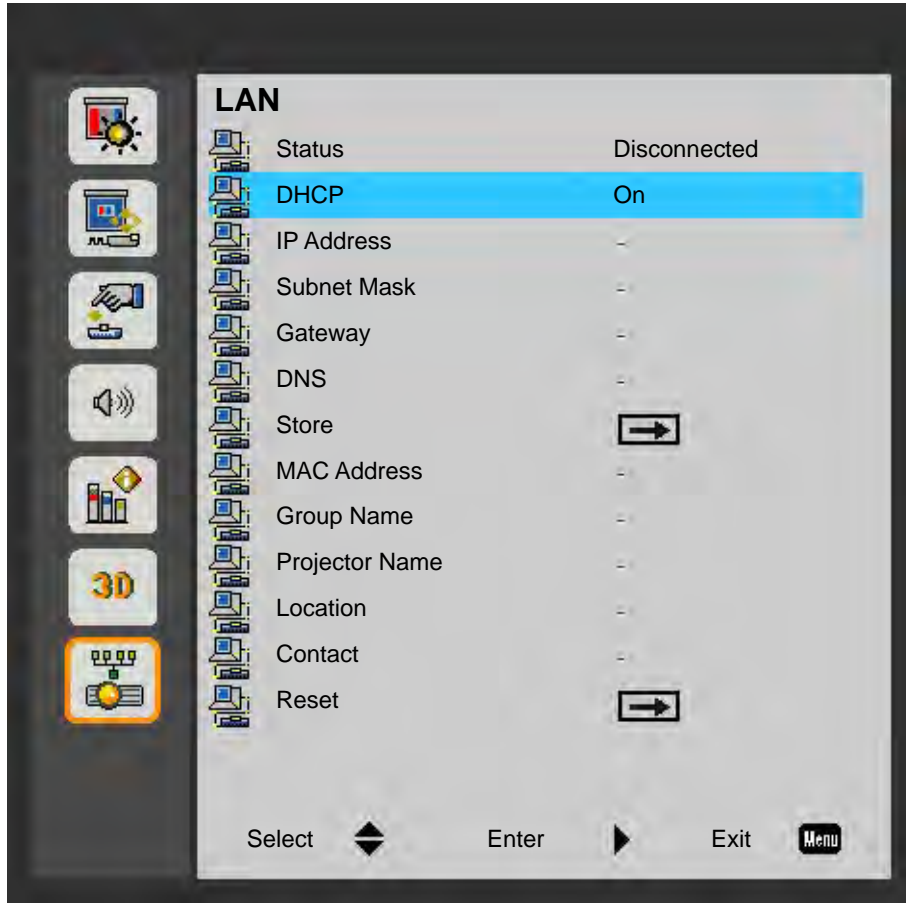 LAN
Status Disconnected
DHCP On
IP Address -
Subnet Mask -
Gateway -
DNS -
Store
MAC Address -
Group Name -
Projector Name -
Location -
Contact -
Reset
3D
Select Enter Exit Menu